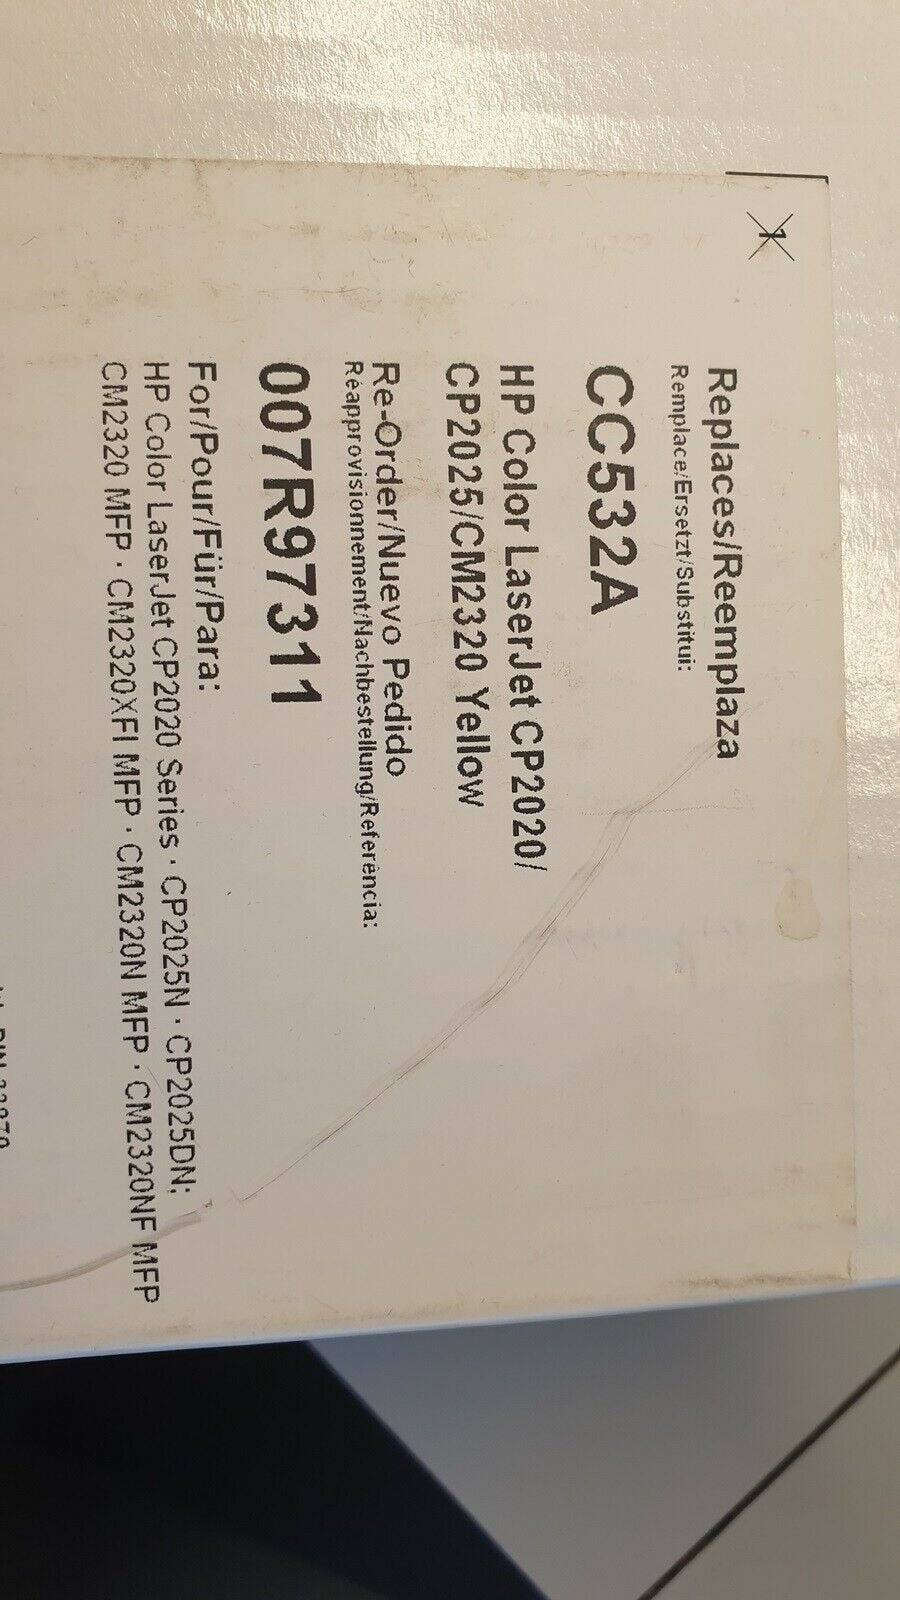 1
Replaces/Reemplaza
Remplace/Ersetzt/Substitui:
CC532A
HP Color LaserJet CP2020/
CP2025/CM2320 Yellow
Re-Order/Nuevo Pedido
Réapprovisionnement/Nachbestellung/Referência:
007R97311
For/Pour/Für/Para:
HP Color LaserJet CP2020 Series · CP2025N · CP2025DN;
CM2320 MFP · CM2320XFI MFP · CM2320N MFP · CM2320NF MFP